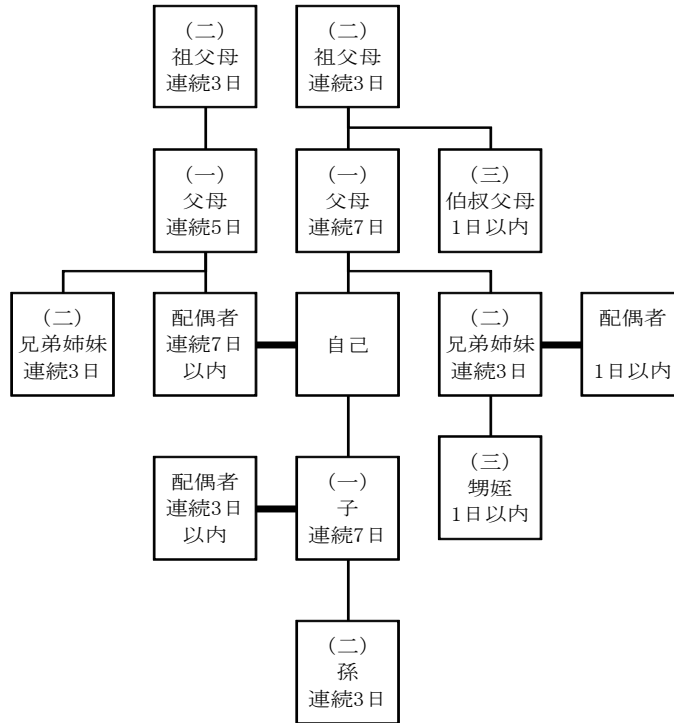 (二)
祖父母
連続3日
(二)
祖父母
連続3日
(一)
父母
連続5日
(一)
父母
連続7日
(三)
伯叔父母
1日以内
(二)
兄弟姉妹
連続3日
配偶者
連続7日
以内
自己
(二)
兄弟姉妹
連続3日
配偶者
1日以内
配偶者
連続3日
以内
(一)
子
連続7日
(三)
甥姪
1日以内
(二)
孫
連続3日